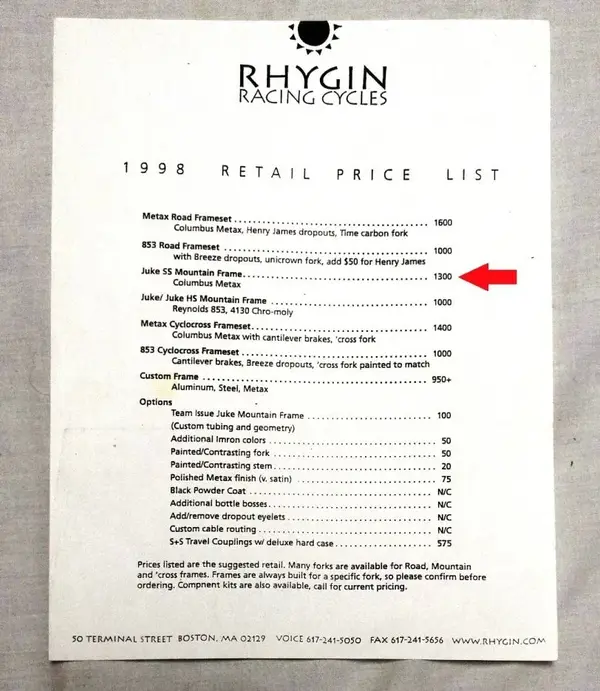 RHYGIN
RACING CYCLES
1998 RETAIL PRICE LIST
Metax Road Frameset 1600
Columbus Metax, Henry James dropouts, Time carbon fork
853 Road Frameset 1000
with Breeze dropouts, unicrown fork, add $50 for Henry James
Juke SS Mountain Frame 1300
Columbus Metax
Juke/ Juke HS Mountain Frame 1000
Reynolds 853, 4130 Chro-moly
Metax Cyclocross Frameset 1400
Columbus Metax with cantilever brakes, 'cross fork
853 Cyclocross Frameset 1000
Cantilever brakes, Breeze dropouts, 'cross fork painted to match
Custom Frame 950+
Aluminum, Steel, Metax
Options
Team Issue Juke Mountain Frame 100
(Custom tubing and geometry)
Additional Imron colors 50
Painted/Contrasting fork 50
Painted/Contrasting stem 20
Polished Metax finish (v. satin) 75
Black Powder Coat N/C
Additional bottle bosses N/C
Add/remove dropout eyelets N/C
Custom cable routing N/C
S+S Travel Couplings w/ deluxe hard case 575
Prices listed are the suggested retail. Many forks are available for Road, Mountain
and 'cross frames. Frames are always built for a specific fork, so please confirm before
ordering. Compnent kits are also available, call for current pricing.
50 TERMINAL STREET BOSTON, MA 02129 VOICE 617-241-5050 FAX 617-241-5656 WWW.RHYGIN.COM